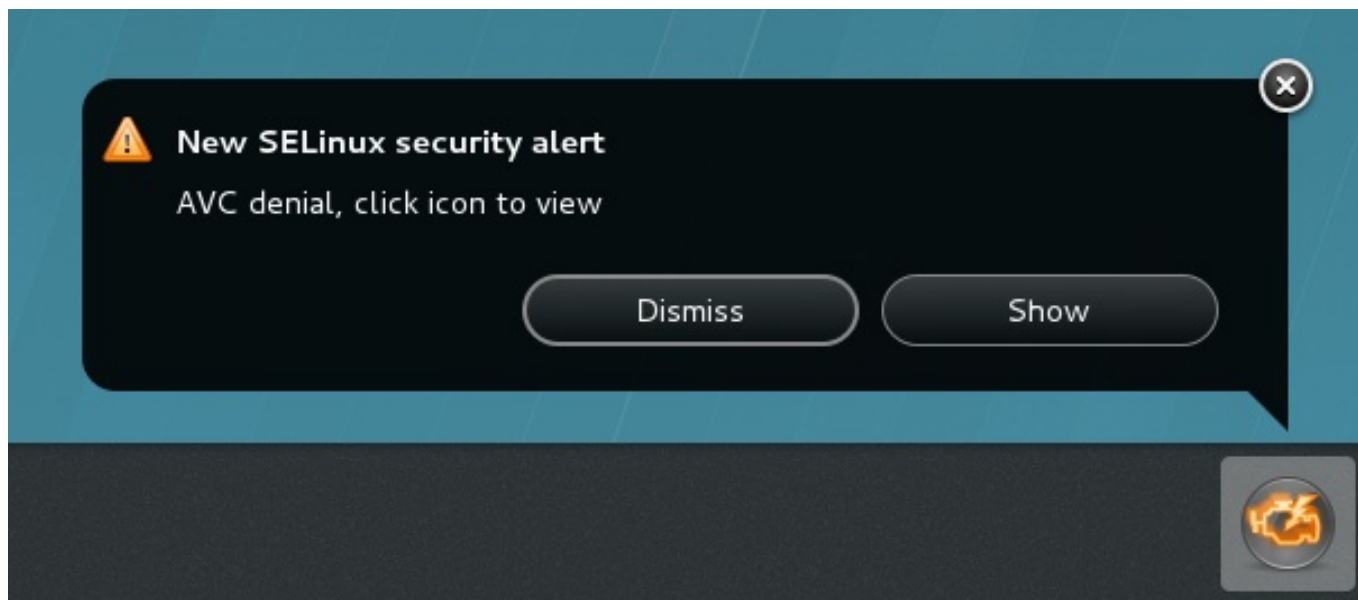 New SELinux security alert
AVC denial, click icon to view
Dismiss Show